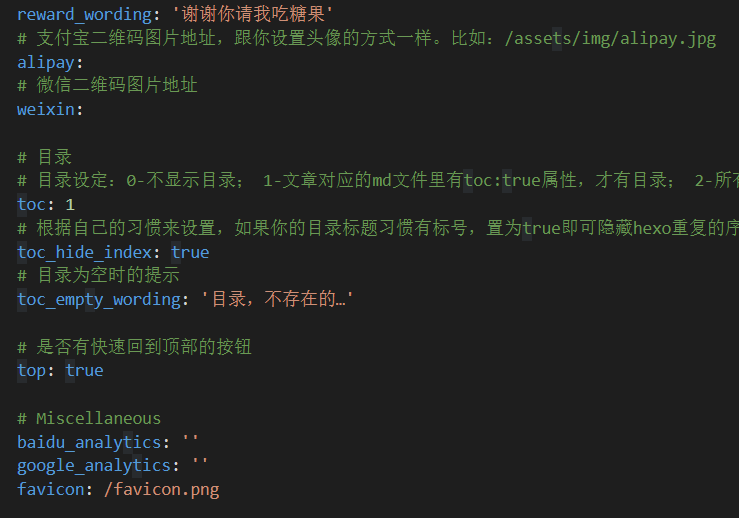 reward_wording: '谢谢你请我吃糖果'
# 支付宝二维码图片地址，跟你设置头像的方式一样。比如：/assets/img/alipay.jpg
alipay:
# 微信二维码图片地址
weixin:
# 目录
# 目录设定：0-不显示目录； 1-文章对应的md文件里有toc:true属性，才有目录； 2-所有
toc: 1
# 根据自己的习惯来设置，如果你的目录标题习惯有标号，置为true即可隐藏hexo重复的序
toc_hide_index: true
# 目录为空时的提示
toc_empty_wording: '目录，不存在的…'
# 是否有快速回到顶部的按钮
top: true
# Miscellaneous
baidu_analytics: ''
google_analytics: ''
favicon: /favicon.png